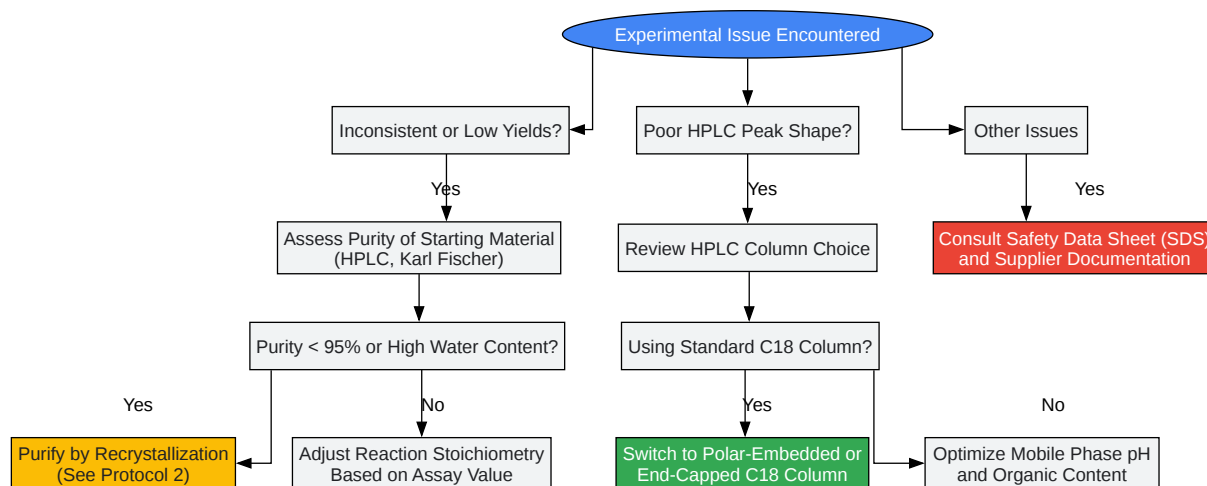 Experimental Issue Encountered
Inconsistent or Low Yields?
Poor HPLC Peak Shape?
Other Issues
Yes
Yes
Yes
Assess Purity of Starting Material
(HPLC, Karl Fischer)
Review HPLC Column Choice
Consult Safety Data Sheet (SDS)
and Supplier Documentation
Purity < 95% or High Water Content?
Using Standard C18 Column?
Yes
No
Yes
No
Purify by Recrystallization
(See Protocol 2)
Adjust Reaction Stoichiometry
Based on Assay Value
Switch to Polar-Embedded or
End-Capped C18 Column
Optimize Mobile Phase pH
and Organic Content